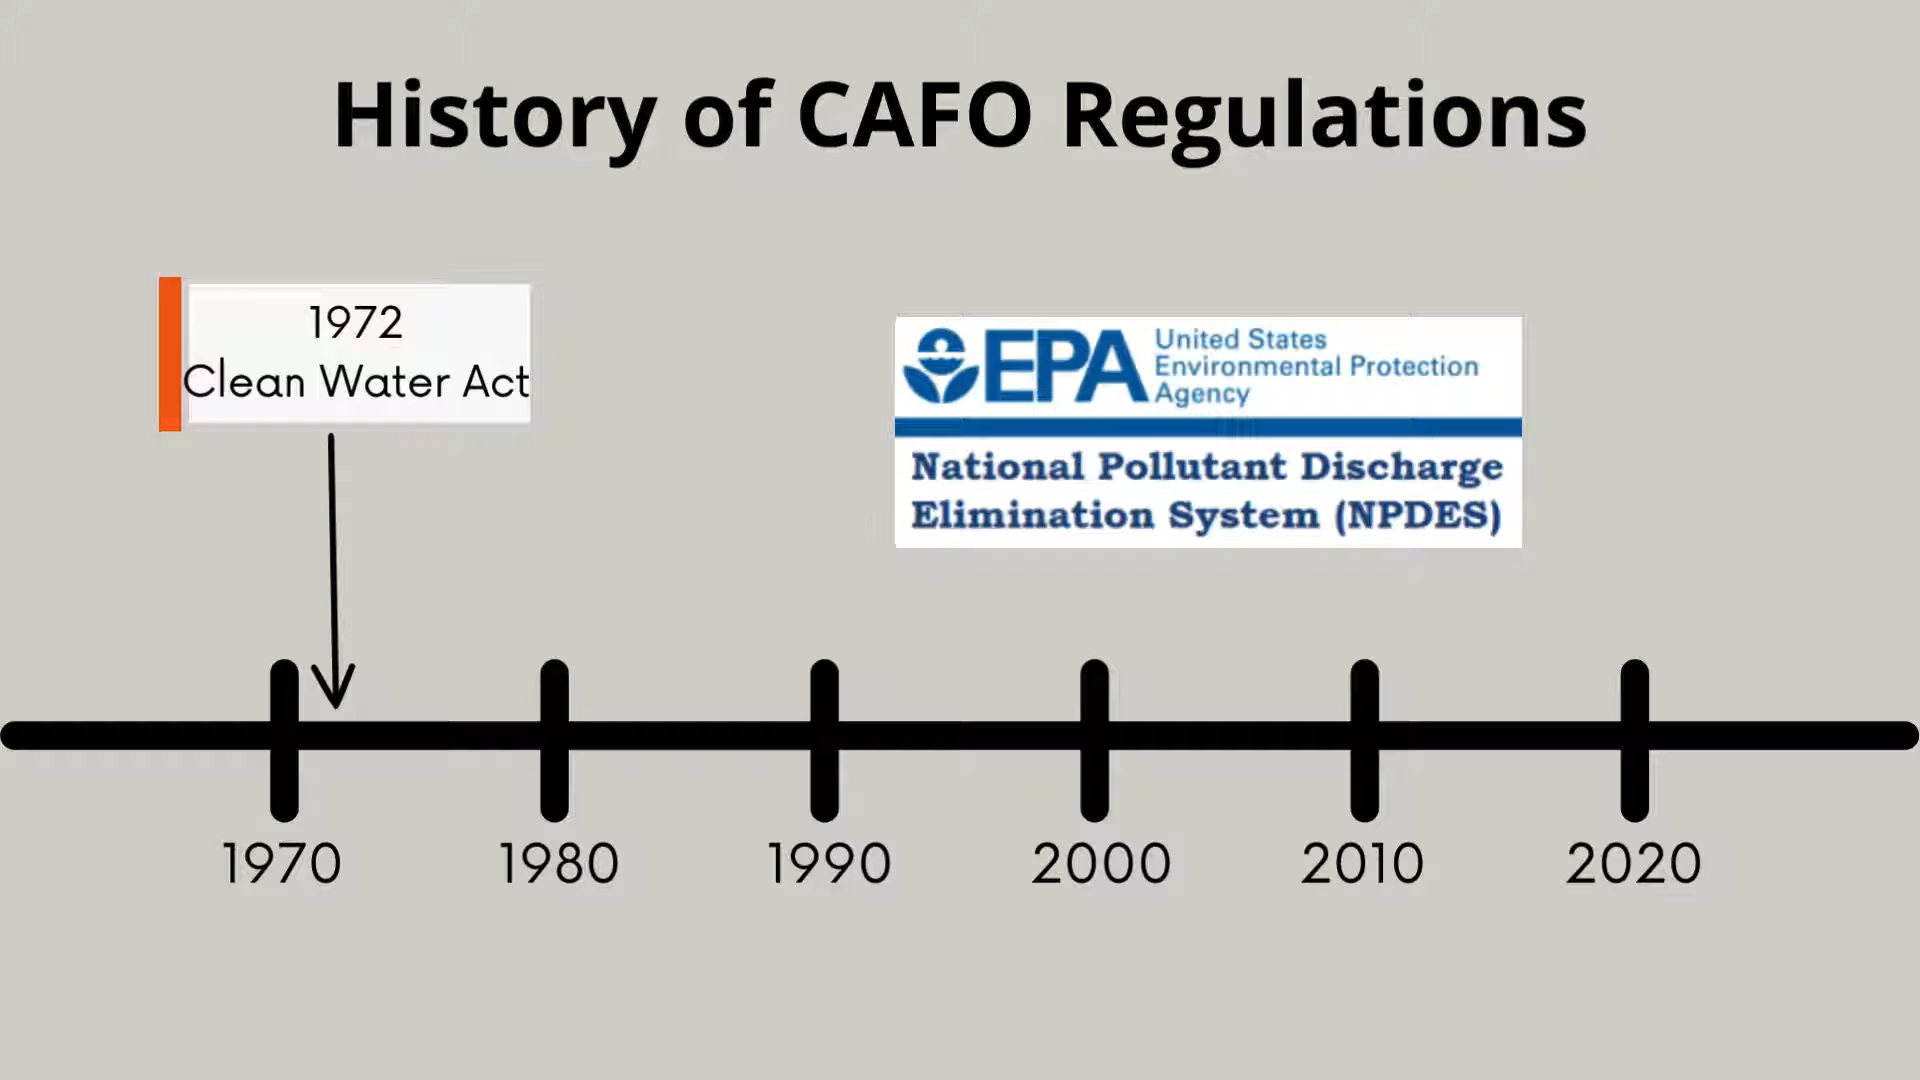 History of CAFO Regulations
1972
Clean Water Act
EPA
United States
Environmental Protection
Agency
National Pollutant Discharge
Elimination System (NPDES)
1970
1980
1990
2000
2010
2020